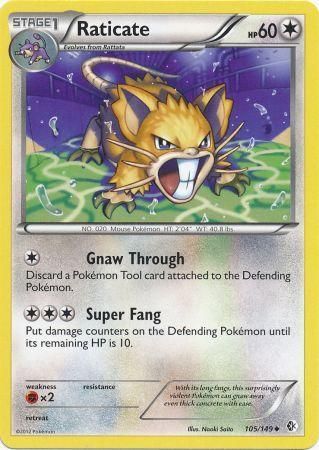 STAGE1
Raticate
HP60
Evolves from Rattata
NO. 020 Mouse Pokémon HT: 2'04" WT: 40.8 lbs.
Gnaw Through
Discard a Pokémon Tool card attached to the Defending
Pokémon.
Super Fang
Put damage counters on the Defending Pokémon until
its remaining HP is 10.
weakness
resistance
×2
retreat
With its long fangs, this surprisingly
violent Pokémon can gnaw away
even thick concrete with ease.
©2012 Pokémon
Illus. Naoki Saito
105/149